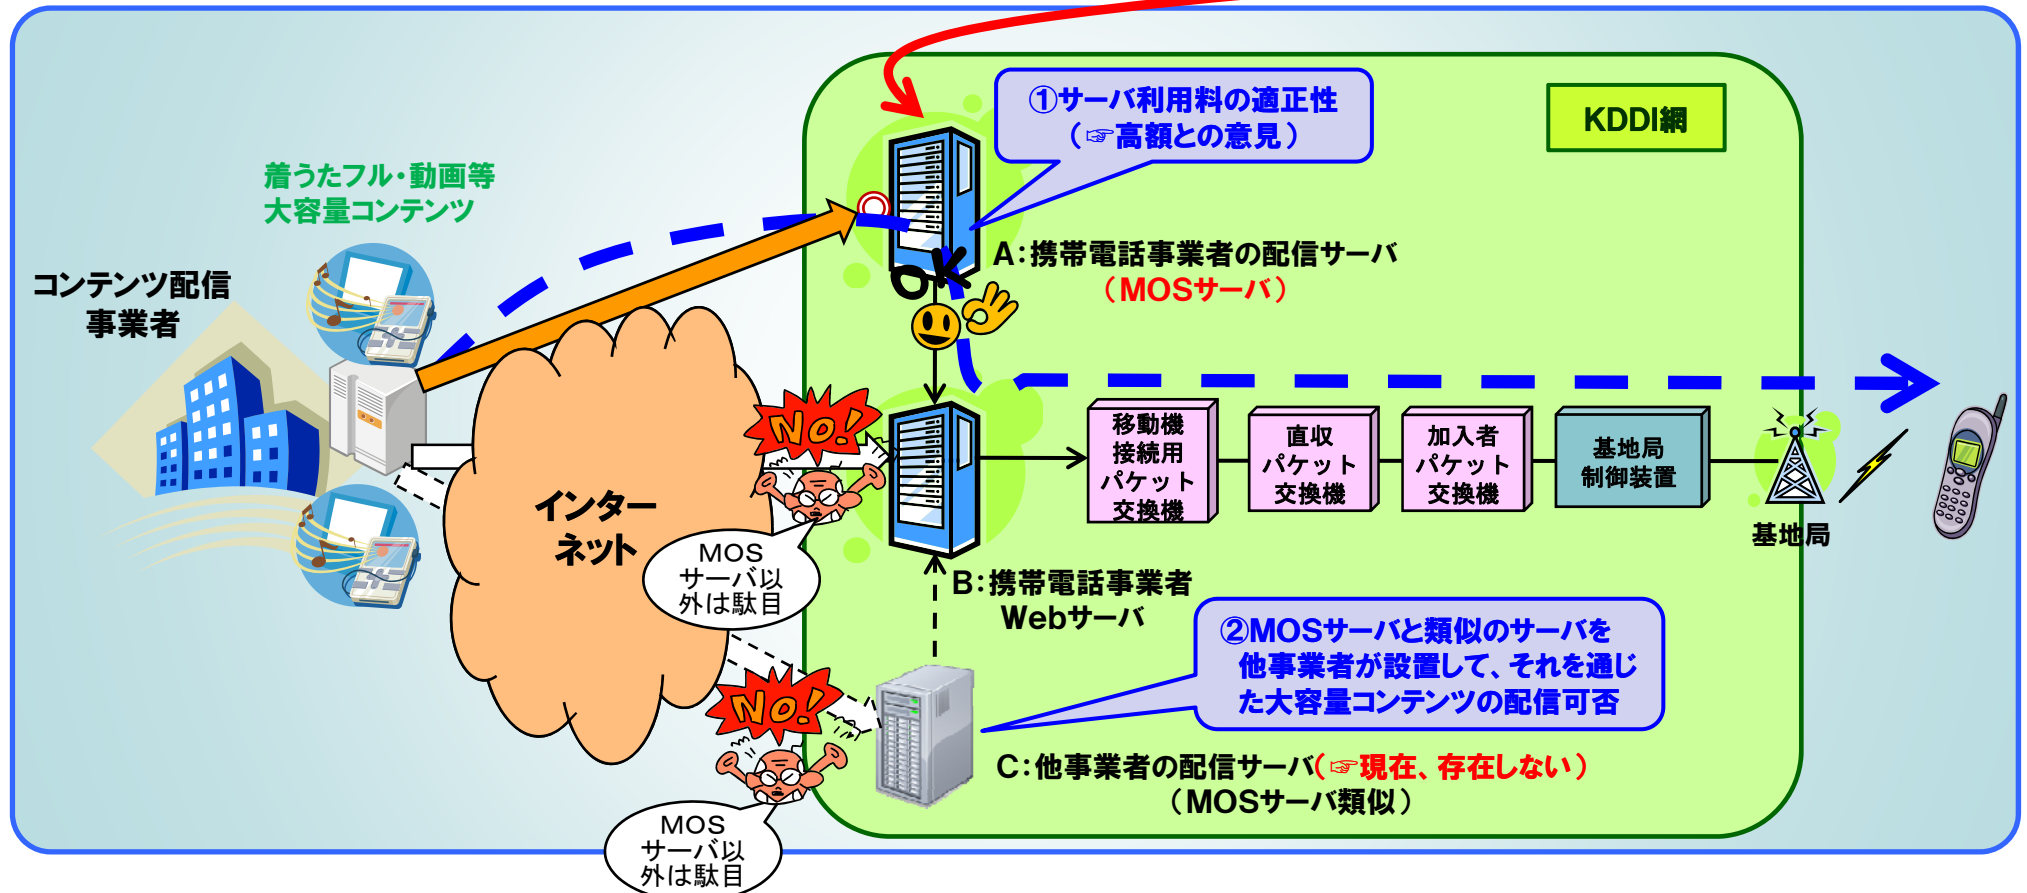 ①サーバ利用料の適正性
（☞高額との意見）
KDDI網
着うたフル・動画等
大容量コンテンツ
コンテンツ配信
事業者
◎
OK
A：携帯電話事業者の配信サーバ
（MOSサーバ）
インター
ネット
NO!
MOS
サーバ以
外は駄目
移動機
接続用
パケット
交換機
直収
パケット
交換機
加入者
パケット
交換機
基地局
制御装置
基地局
B：携帯電話事業者
Webサーバ
②MOSサーバと類似のサーバを
他事業者が設置して、それを通じ
た大容量コンテンツの配信可否
NO!
C：他事業者の配信サーバ（☞現在、存在しない）
（MOSサーバ類似）
MOS
サーバ以
外は駄目